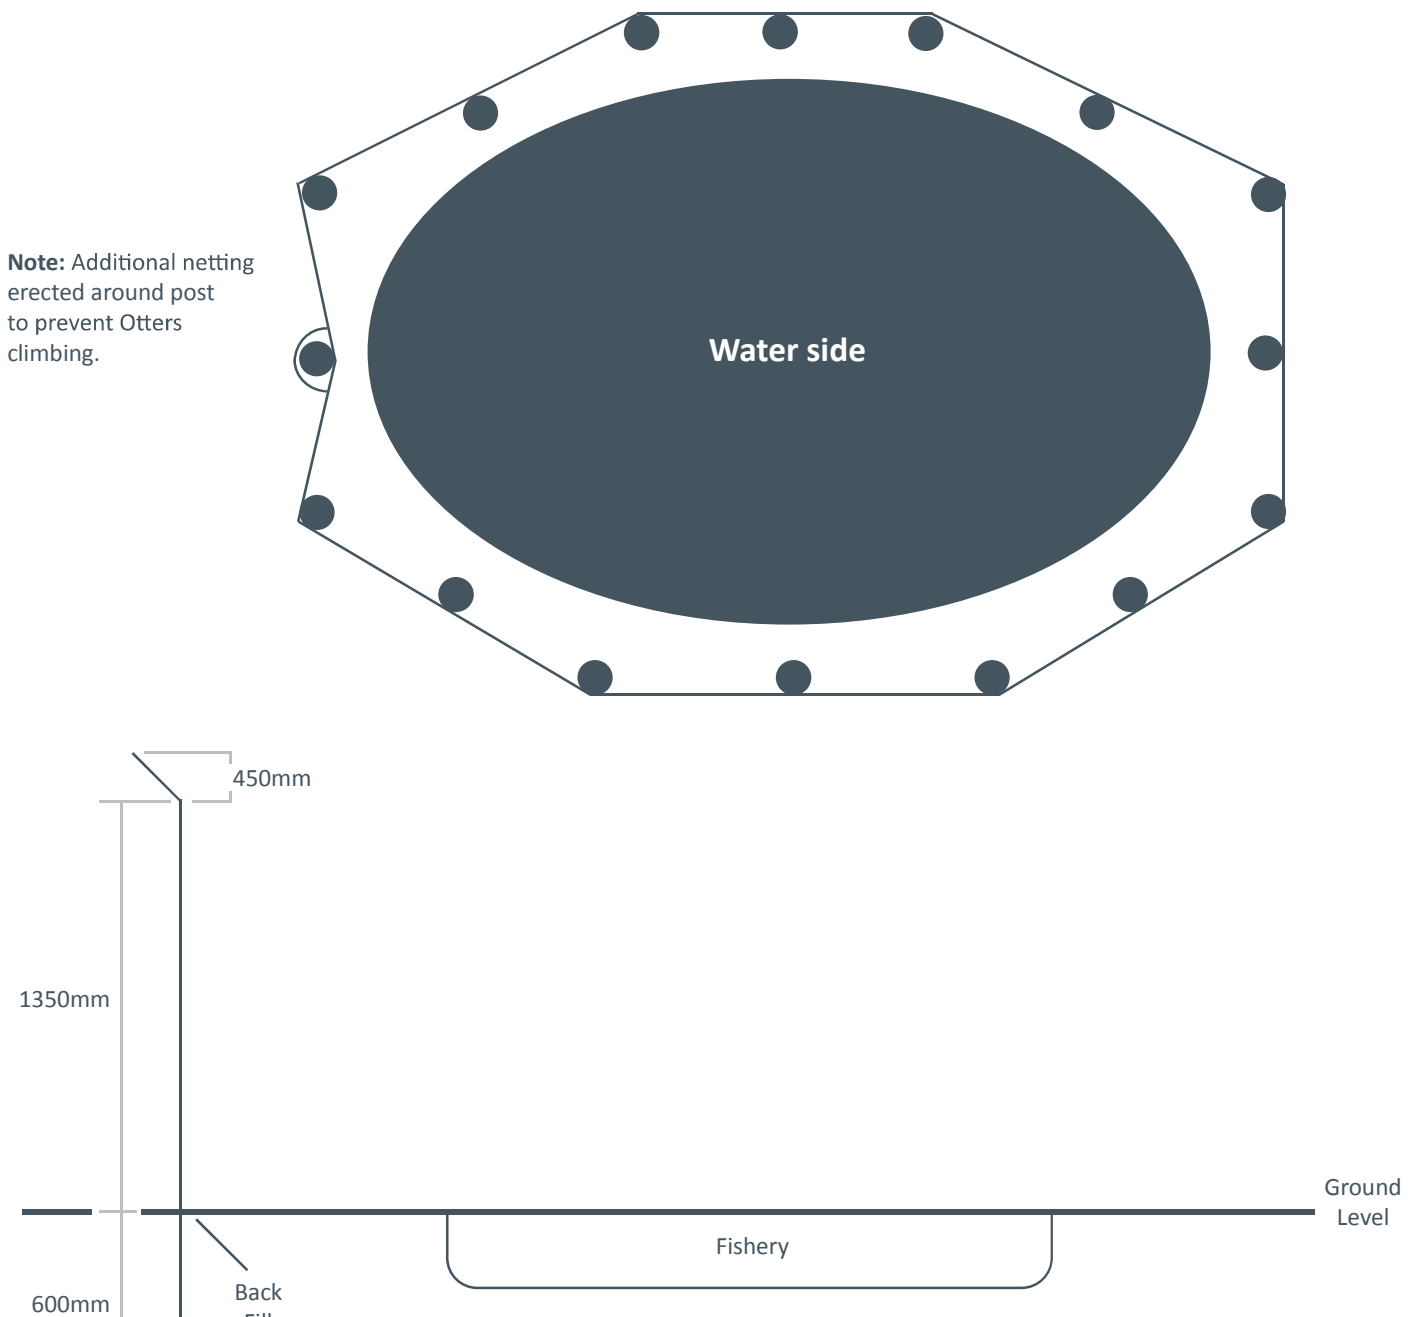 Note: Additional netting
erected around post
to prevent Otters
climbing.
Water side
450mm
1350mm
Ground
Level
Fishery
Back
600mm